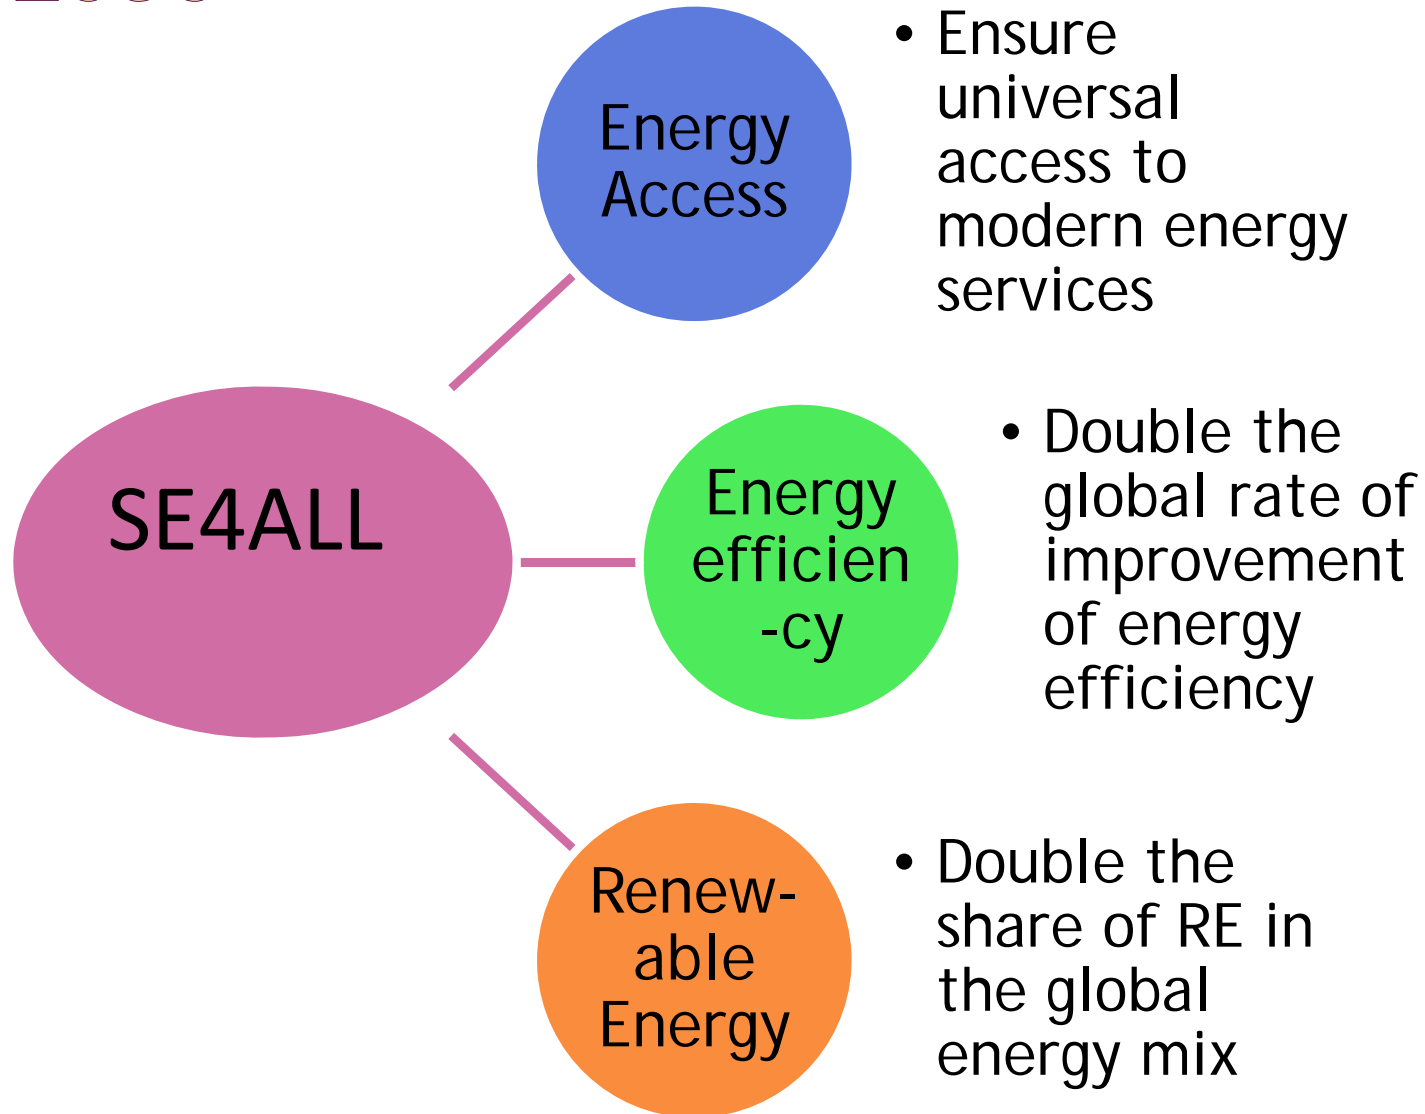 Energy
Access
• Ensure
universal
access to
modern energy
services
SE4ALL
Energy
efficien
-cy
• Double the
global rate of
improvement
of energy
efficiency
Renew-
able
Energy
• Double the
share of RE in
the global
energy mix